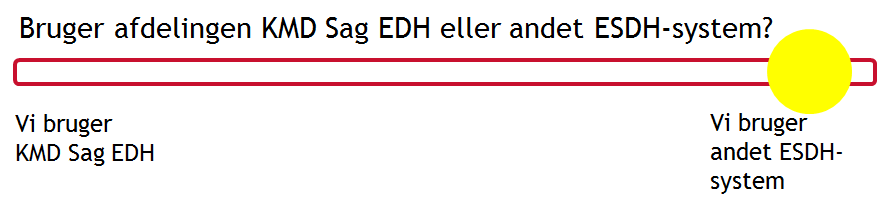 Bruger afdelingen KMD Sag EDH eller andet ESDH-system?
Vi bruger
KMD Sag EDH
Vi bruger
andet ESDH-
system